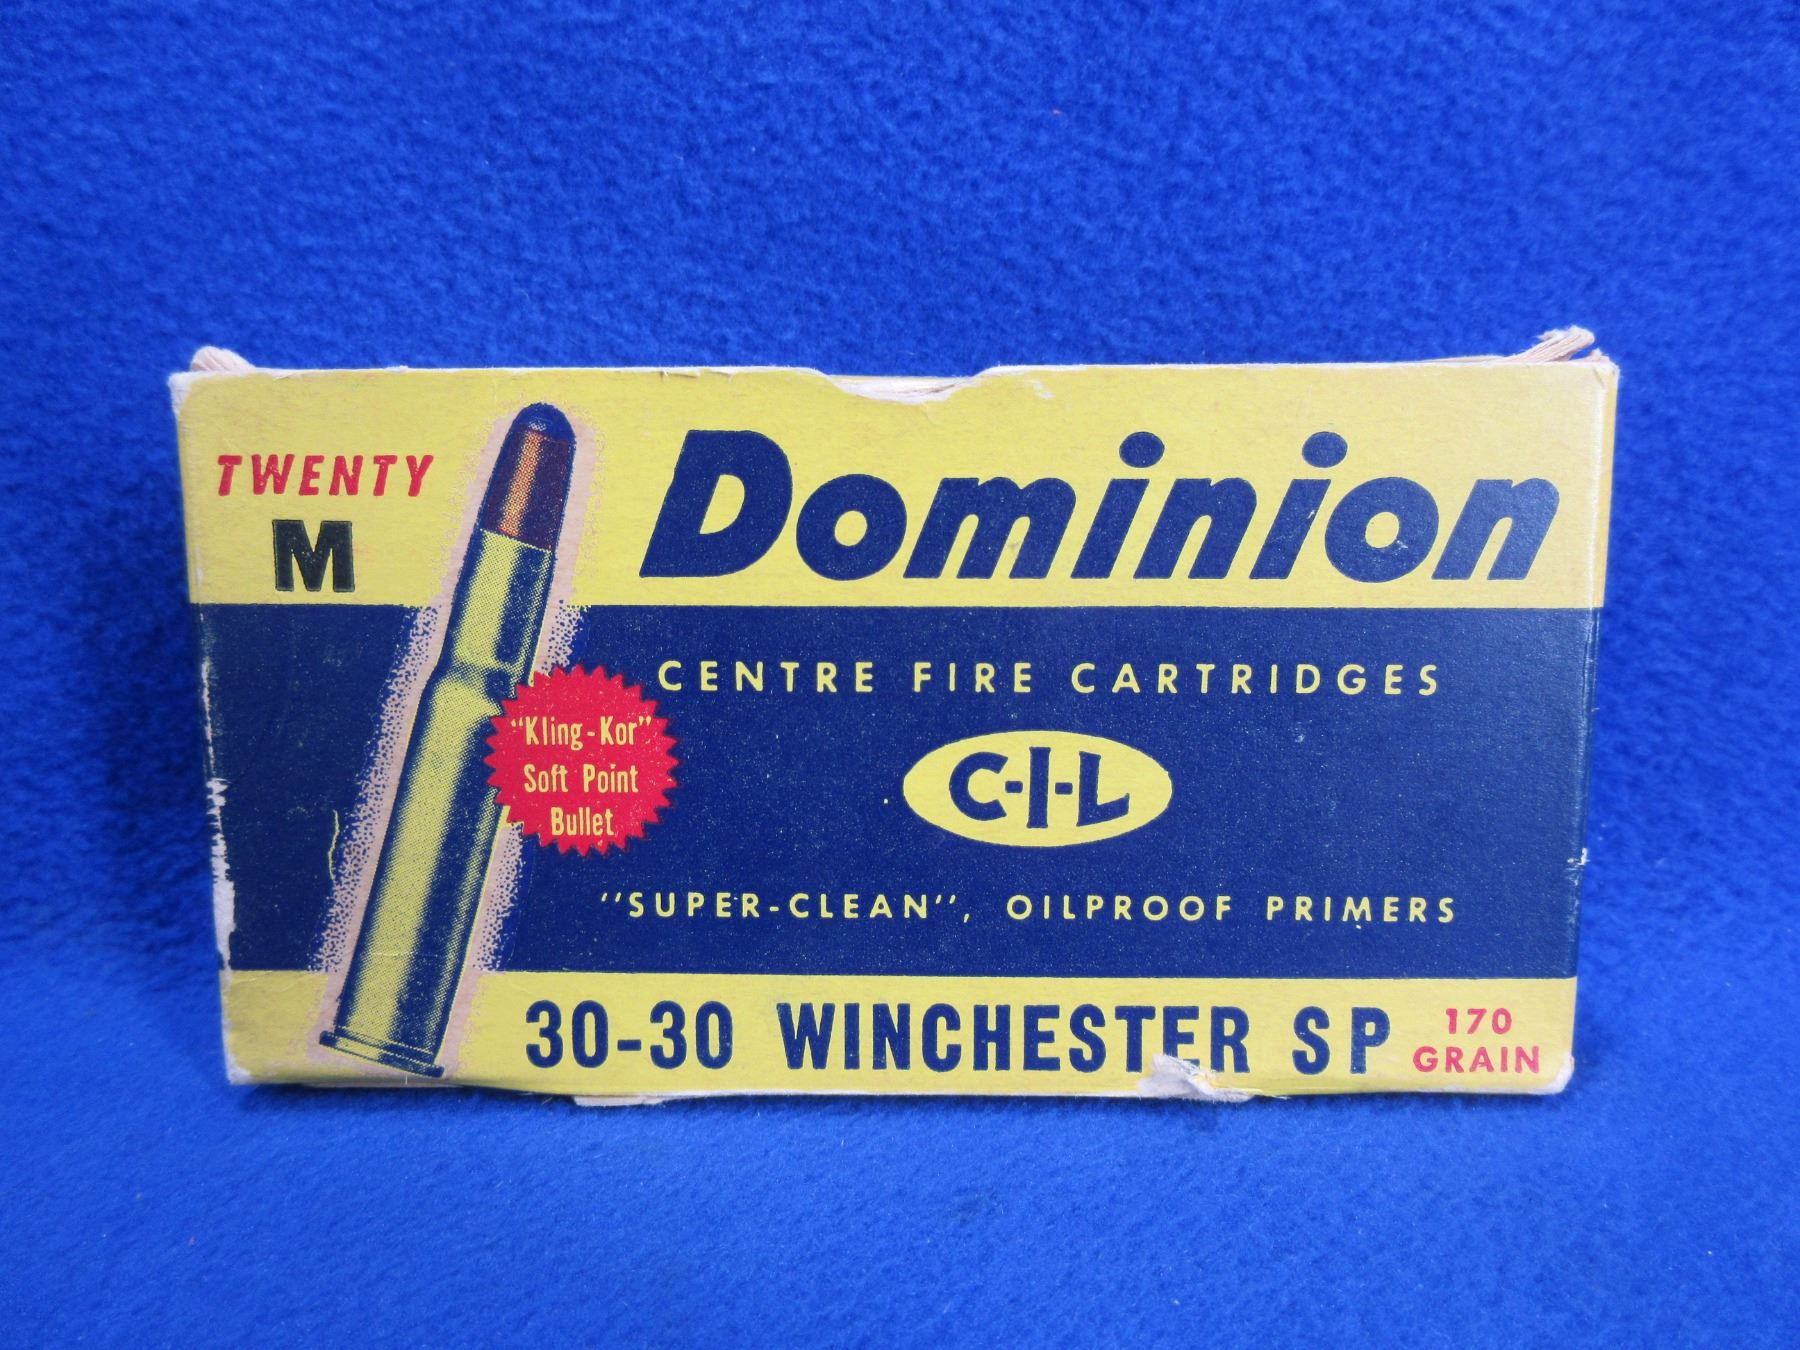 TWENTY
M
Dominion
CENTRE FIRE CARTRIDGES
"Kling-Kor"
Soft Point
Bullet
C-I-L
"SUPER-CLEAN", OILPROOF PRIMERS
30-30 WINCHESTER SP
170
GRAIN